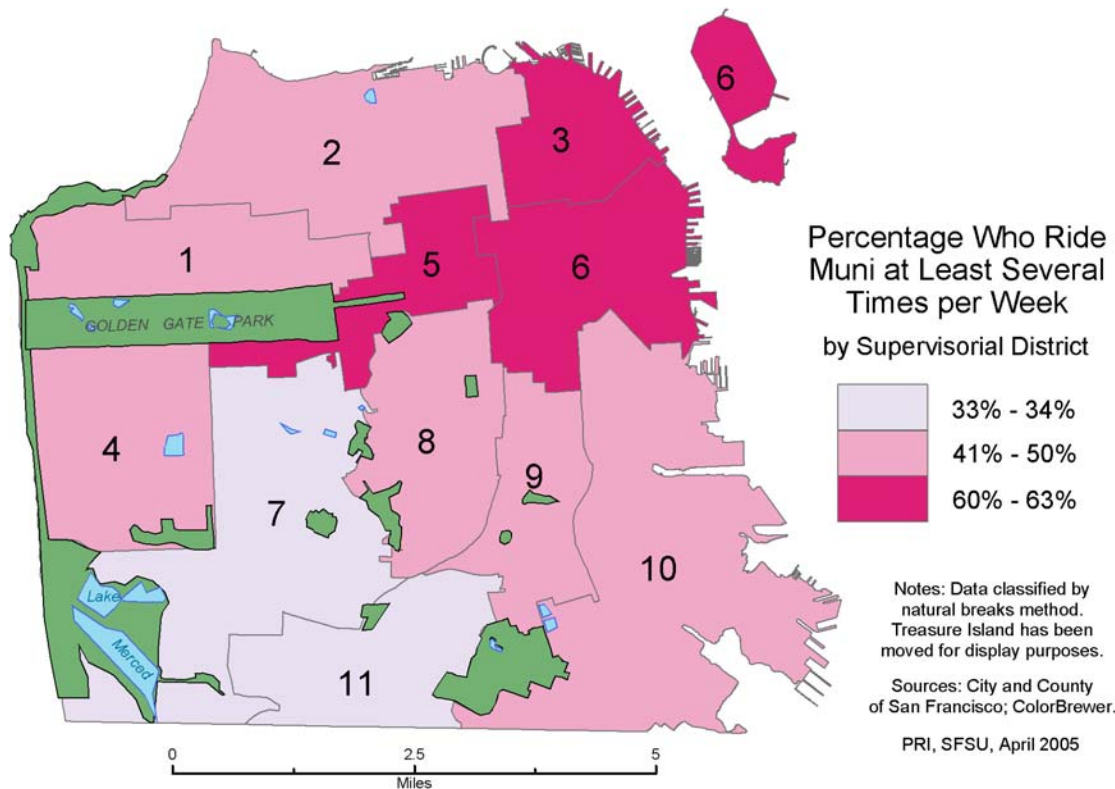 6
3
2
1
5
6
GOLDEN GATE PARK
4
8
9
7
10
Lake
Merced
11
Percentage Who Ride
Muni at Least Several
Times per Week
by Supervisorial District
33% - 34%
41% - 50%
60% - 63%
Notes: Data classified by
natural breaks method.
Treasure Island has been
moved for display purposes.
Sources: City and County
of San Francisco; ColorBrewer.
PRI, SFSU, April 2005
0 2.5 5
Miles